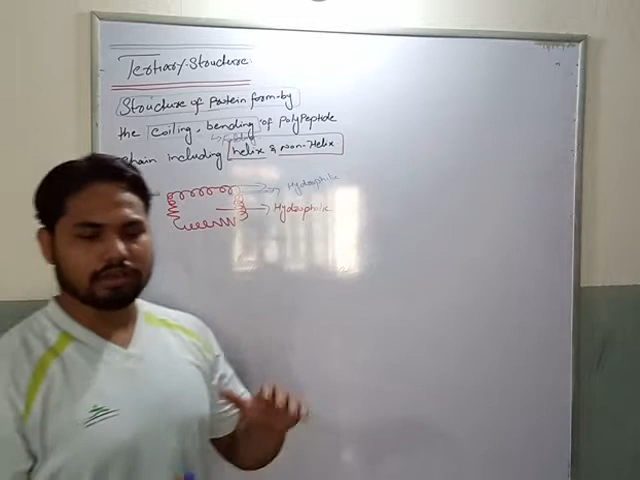 Tertiary-Structure
Structure of protein form-by
the coiling, bending of polypeptide
↳ folding
chain including helix & non-Helix
Hydrophilic
Hydrophobic